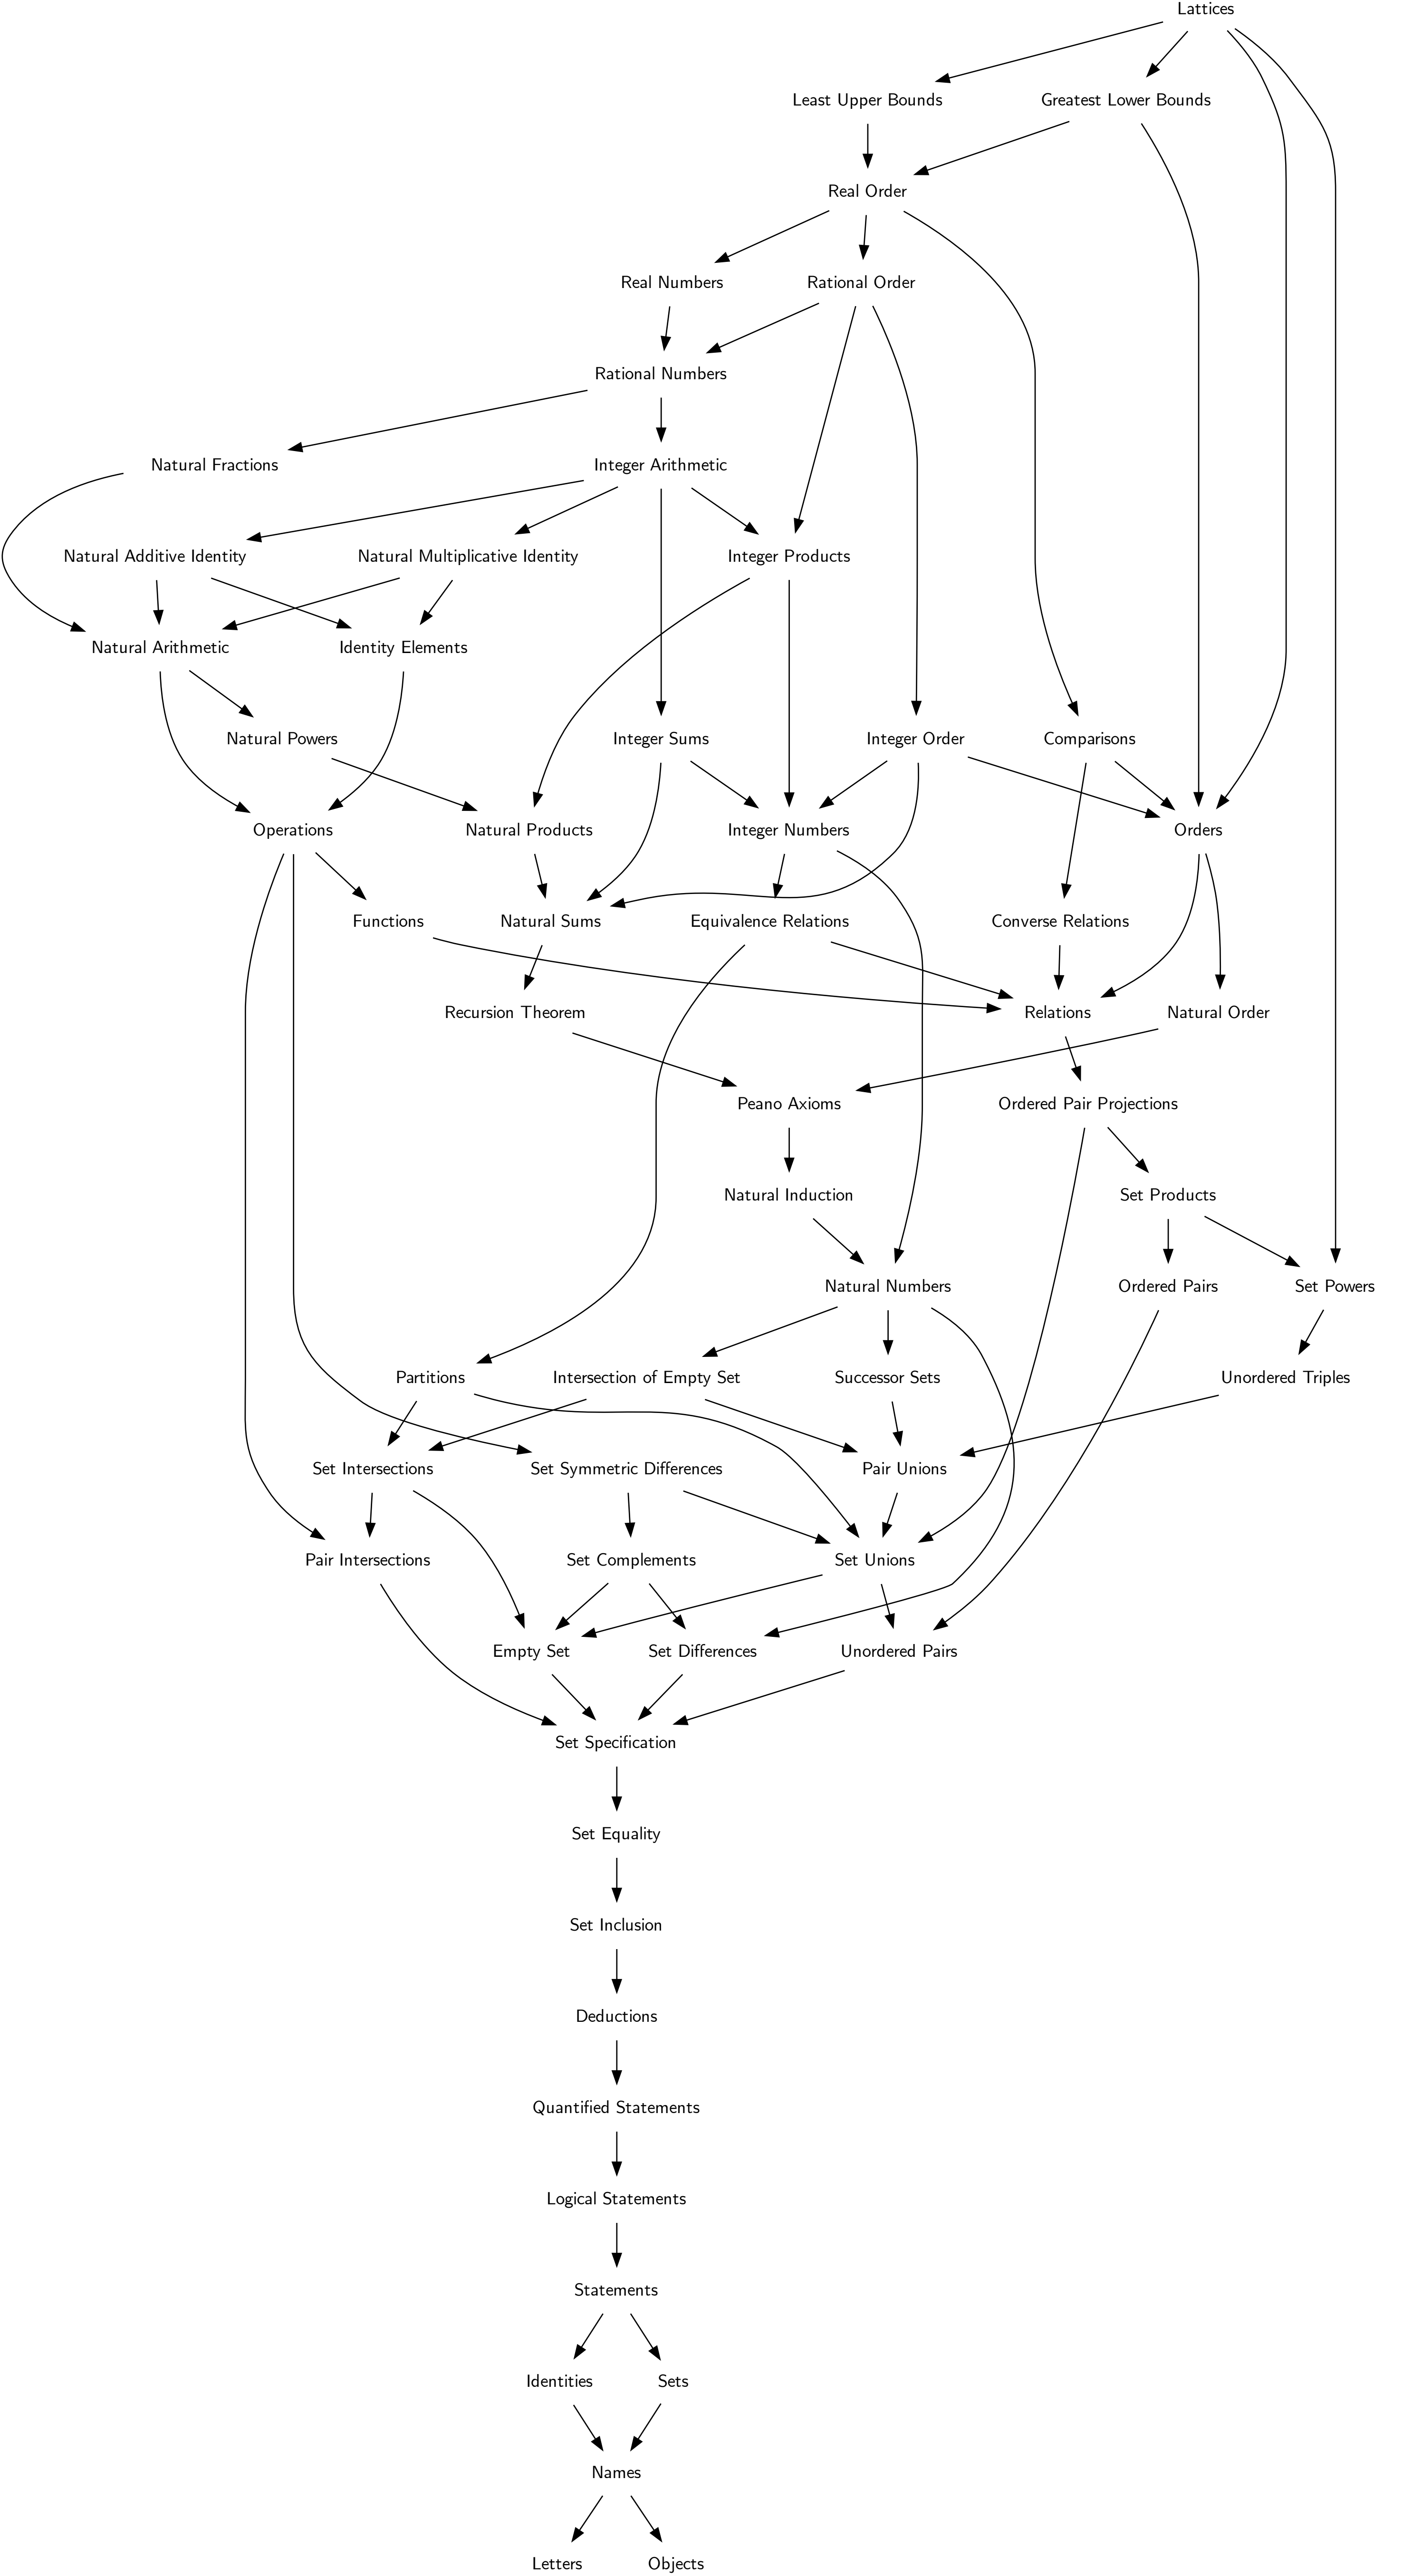 Lattices
Least Upper Bounds
Greatest Lower Bounds
Real Order
Real Numbers
Rational Order
Rational Numbers
Natural Fractions
Integer Arithmetic
Natural Additive Identity
Natural Multiplicative Identity
Integer Products
Natural Arithmetic
Identity Elements
Natural Powers
Integer Sums
Integer Order
Comparisons
Operations
Natural Products
Integer Numbers
Orders
Functions
Natural Sums
Equivalence Relations
Converse Relations
Recursion Theorem
Relations
Natural Order
Peano Axioms
Ordered Pair Projections
Natural Induction
Set Products
Natural Numbers
Ordered Pairs
Set Powers
Partitions
Intersection of Empty Set
Successor Sets
Unordered Triples
Set Intersections
Set Symmetric Differences
Pair Unions
Pair Intersections
Set Complements
Set Unions
Empty Set
Set Differences
Unordered Pairs
Set Specification
Set Equality
Set Inclusion
Deductions
Quantified Statements
Logical Statements
Statements
Identities
Sets
Names
Letters
Objects